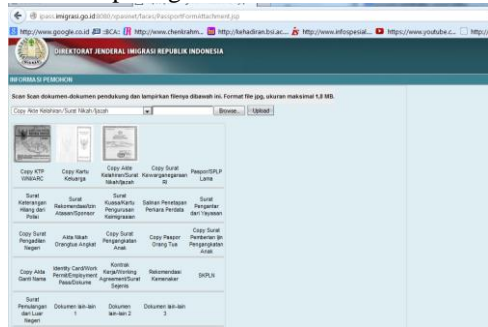 ipass.imigrasi.go.id:8080/spasinet/faces/PassportFormAttachment.jsp
http://www.google.co.id
:BCA:
http://www.chenkrahm...
http://kehadiran.bsi.ac...
http://www.infospesial...
https://www.youtube.c...
http://
DIREKTORAT JENDERAL IMIGRASI REPUBLIK INDONESIA
INFORMASI PEMOHON
Scan Scan dokumen-dokumen pendukung dan lampirkan filenya dibawah ini. Format file jpg, ukuran maksimal 1,8 MB.
Copy Akte Kelahiran/Surat Nikah/Ijazah
Browse... Upload
Copy KTP WNI/ARC
Copy Kartu Keluarga
Copy Akte Kelahiran/Surat Nikah/Ijazah
Copy Surat Kewarganegaraan RI
Paspor/SPLP Lama
Surat Keterangan Hilang dari Polisi
Surat Rekomendasi/Izin Atasan/Sponsor
Surat Kuasa/Kartu Pengurusan Keimigrasian
Salinan Penetapan Perkara Perdata
Surat Pengantar dari Yayasan
Copy Surat Pengadilan Negeri
Akta Nikah Orangtua Angkat
Copy Surat Pengangkatan Anak
Copy Paspor Orang Tua
Copy Surat Pemberian Ijin Pengangkatan Anak
Copy Akta Ganti Nama
Identity Card/Work Permit/Employment Pass/Dokume
Kontrak Kerja/Working Agreement/Surat Sejenis
Rekomendasi Kemenaker
SKPLN
Surat Pemulangan dari Luar Negeri
Dokumen lain-lain 1
Dokumen lain-lain 2
Dokumen lain-lain 3